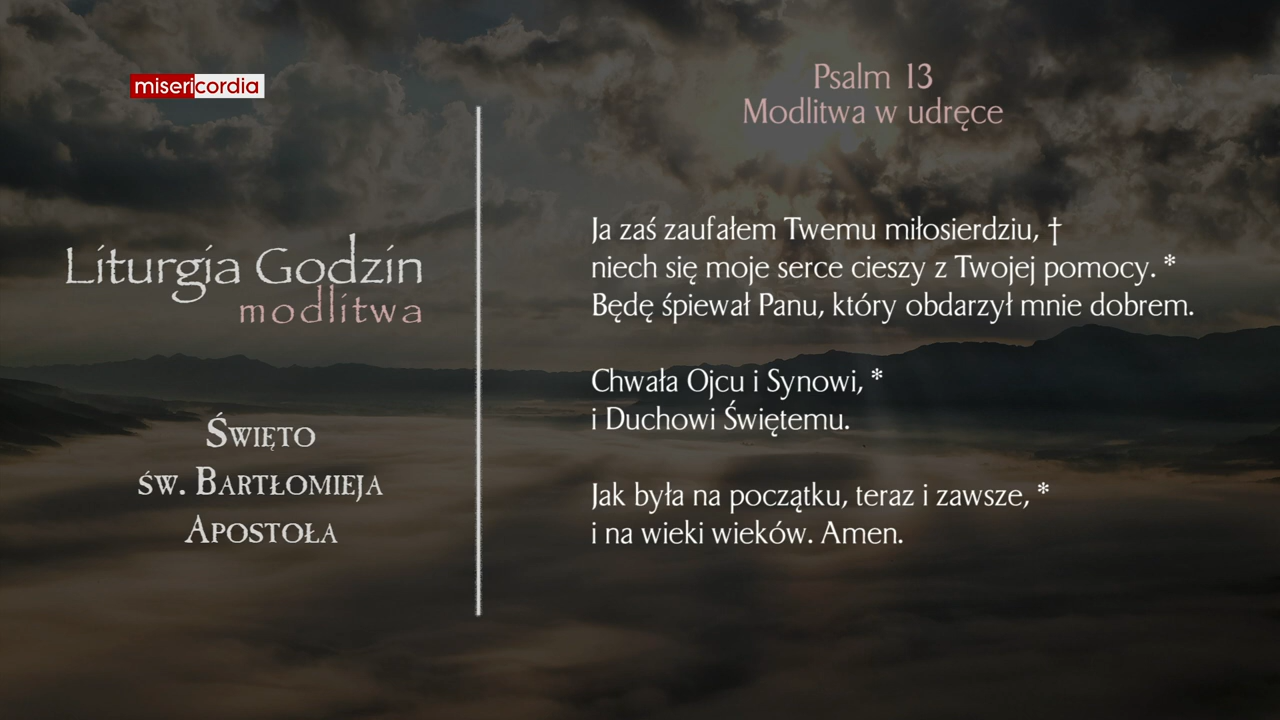 misericordia
Liturgia Godzin
modlitwa
Święto
św. Bartłomieja
Apostoła
Psalm 13
Modlitwa w udręce
Ja zaś zaufałem Twemu miłosierdziu, †
niech się moje serce cieszy z Twojej pomocy. *
Będę śpiewał Panu, który obdarzył mnie dobrem.
Chwała Ojcu i Synowi, *
i Duchowi Świętemu.
Jak była na początku, teraz i zawsze, *
i na wieki wieków. Amen.